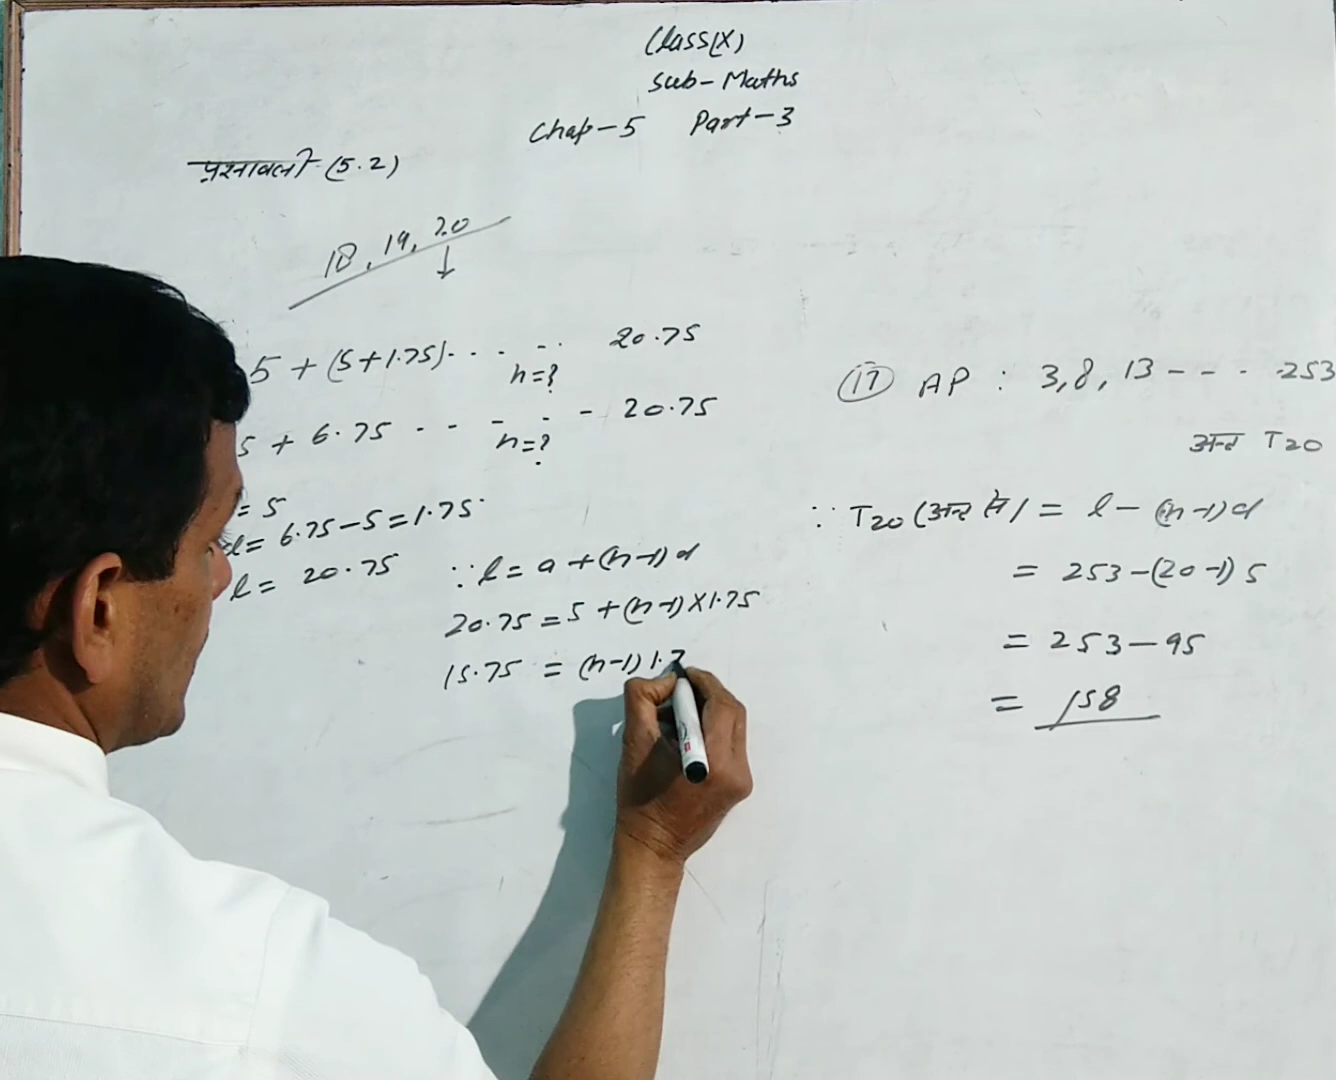 Class(X)
Sub-Maths
Chap-5 Part-3
प्रश्नावली (5.2)
18, 19, 20
↓
5 + (5+1.75) - - - - - 20.75
n=?
5 + 6.75 - - - - - 20.75
n=?
= 5
d= 6.75-5=1.75
l= 20.75
∵ l = a + (n-1) d
20.75 = 5 + (n-1) X 1.75
15.75 = (n-1) 1.7
(17) AP : 3, 8, 13 - - - - 253
अन्त T20
∵ T20 (अन्त से) = l - (n-1) d
= 253 - (20-1) 5
= 253 - 95
= 158